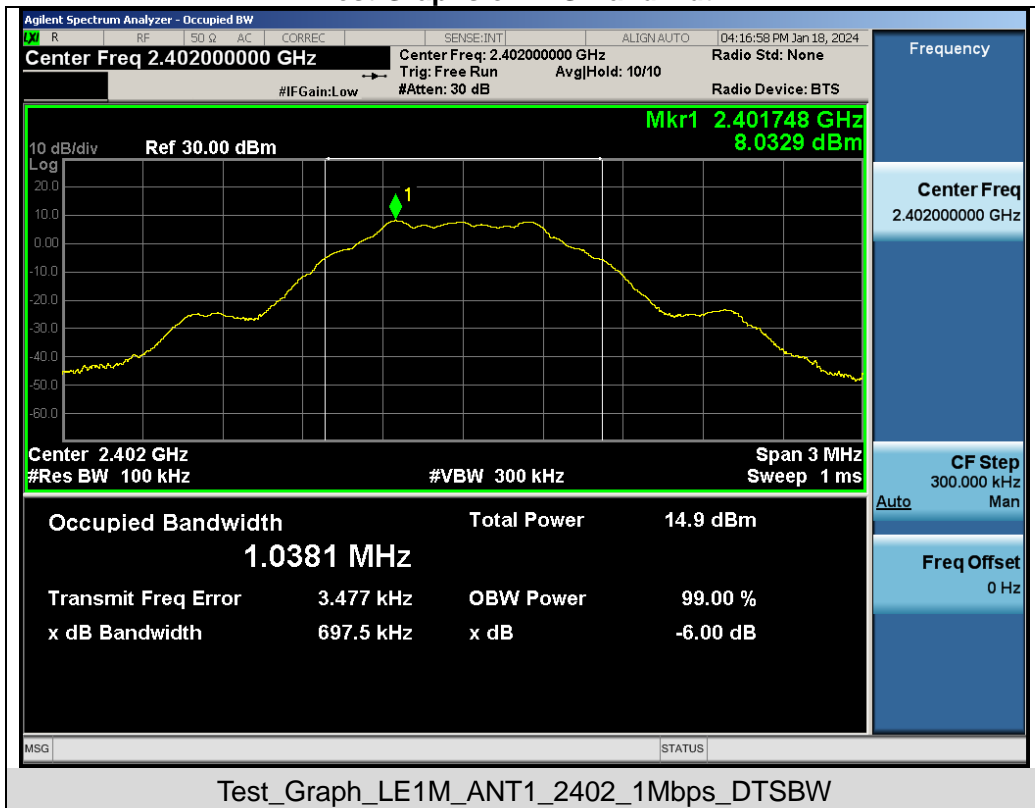 Agilent Spectrum Analyzer - Occupied BW
LXI R RF 50 Ω AC CORREC SENSE:INT ALIGN AUTO 04:16:58 PM Jan 18, 2024
Center Freq 2.402000000 GHz
Center Freq: 2.402000000 GHz
Radio Std: None
Trig: Free Run Avg|Hold: 10/10
#IFGain:Low #Atten: 30 dB Radio Device: BTS
Frequency
Mkr1 2.401748 GHz
8.0329 dBm
10 dB/div Ref 30.00 dBm
Log
20.0
10.0
0.00
-10.0
-20.0
-30.0
-40.0
-50.0
-60.0
1
Center 2.402 GHz Span 3 MHz
#Res BW 100 kHz #VBW 300 kHz Sweep 1 ms
Center Freq
2.402000000 GHz
CF Step
300.000 kHz
Auto Man
Freq Offset
0 Hz
Occupied Bandwidth Total Power 14.9 dBm
1.0381 MHz
Transmit Freq Error 3.477 kHz OBW Power 99.00 %
x dB Bandwidth 697.5 kHz x dB -6.00 dB
MSG STATUS
Test_Graph_LE1M_ANT1_2402_1Mbps_DTSBW